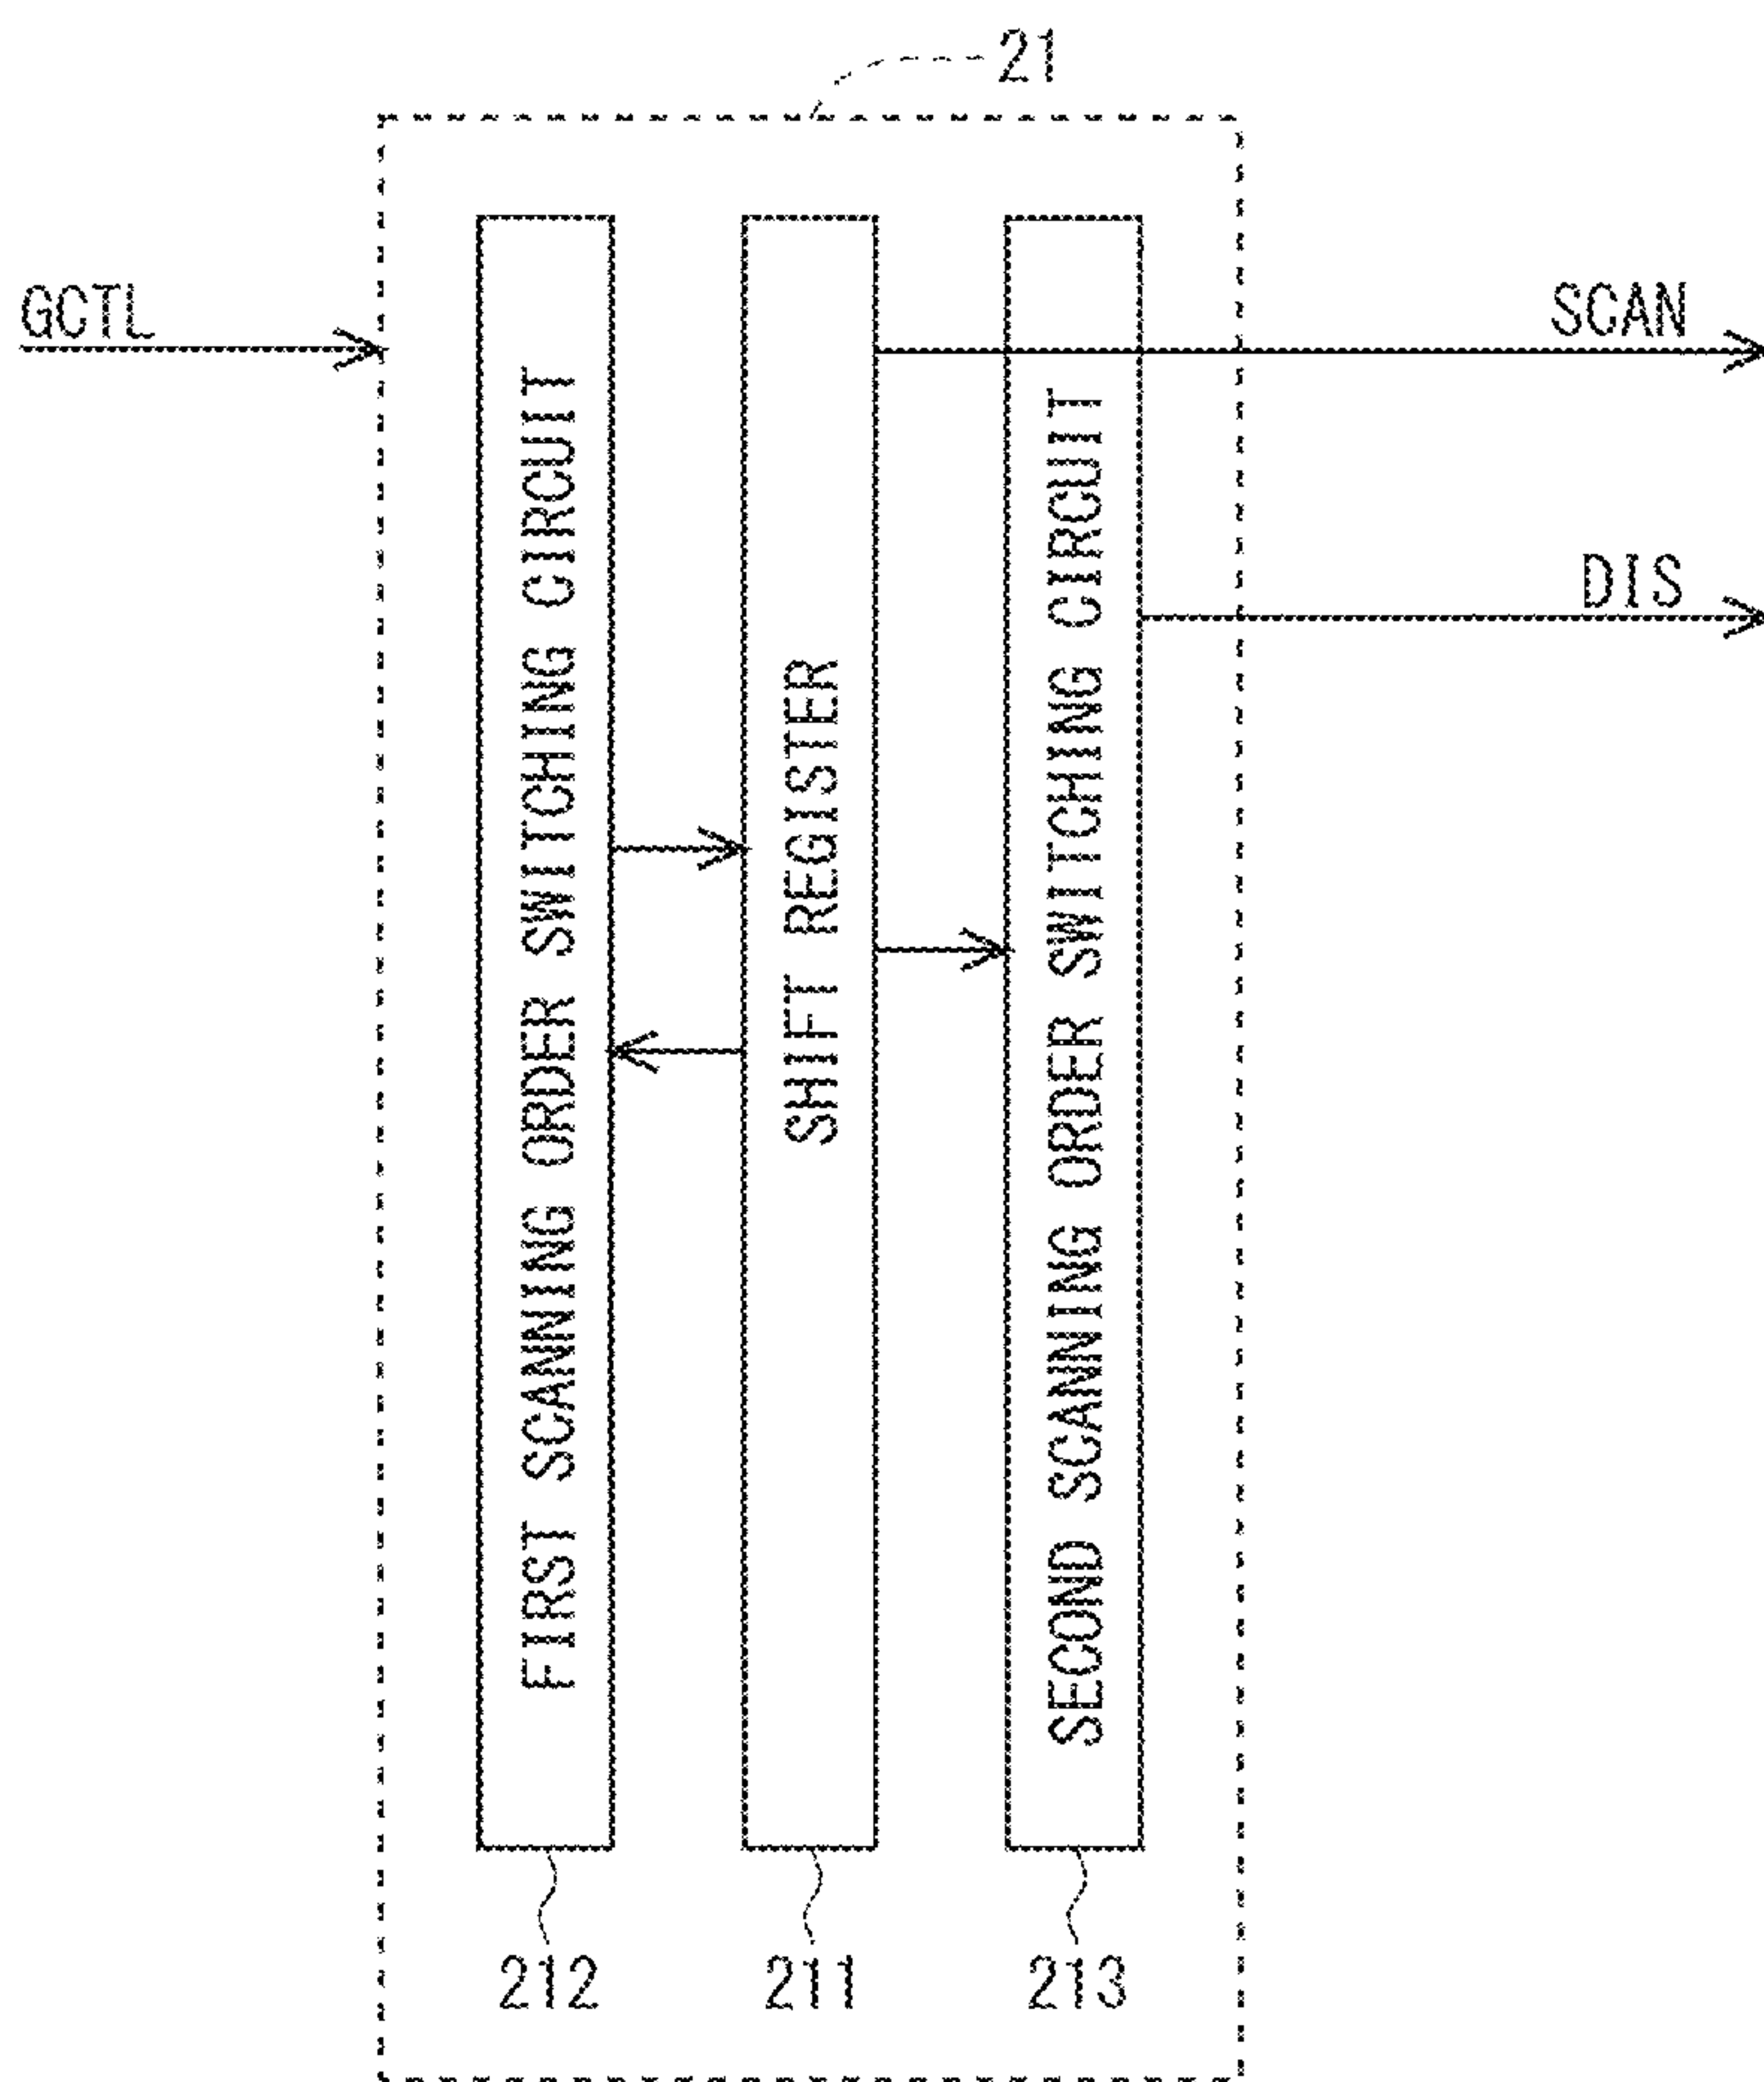 21
GCTL
SCAN
DIS
FIRST SCANNING ORDER SWITCHING CIRCUIT
SHIFT REGISTER
SECOND SCANNING ORDER SWITCHING CIRCUIT
212
211
213